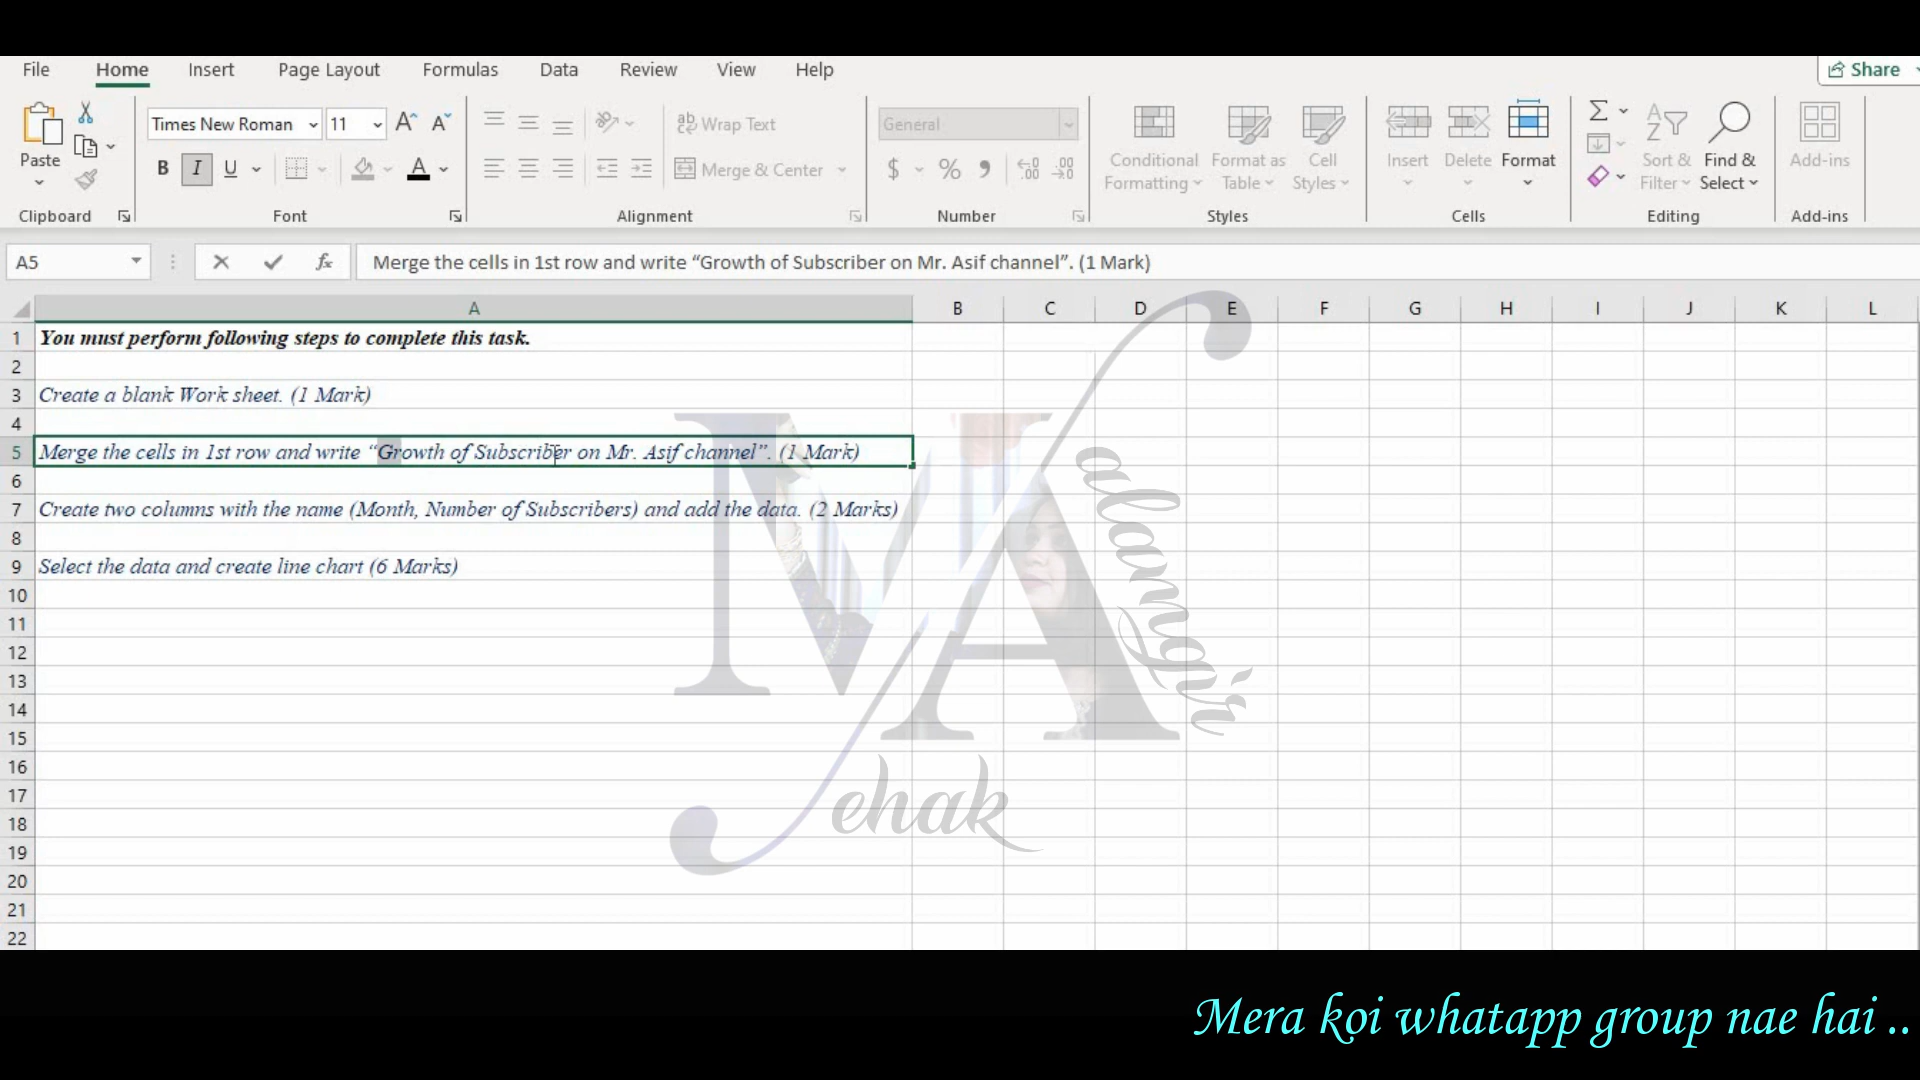 File Home Insert Page Layout Formulas Data Review View Help Share
Times New Roman 11 A A ab Wrap Text General
Paste B I U A Merge & Center $ % Conditional Formatting Format as Table Cell Styles Insert Delete Format Σ A Z Sort & Filter Find & Select Add-ins
Clipboard Font Alignment Number Styles Cells Editing Add-ins
A5 fx Merge the cells in 1st row and write “Growth of Subscriber on Mr. Asif channel”. (1 Mark)
A B C D E F G H I J K L
1 You must perform following steps to complete this task.
2
3 Create a blank Work sheet. (1 Mark)
4
5 Merge the cells in 1st row and write “Growth of Subscriber on Mr. Asif channel”. (1 Mark)
6
7 Create two columns with the name (Month, Number of Subscribers) and add the data. (2 Marks)
8
9 Select the data and create line chart (6 Marks)
10
11
12
13
14
15
16
17
18
19
20
21
22
MA
alamgir
ehak
Mera koi whatapp group nae hai ..